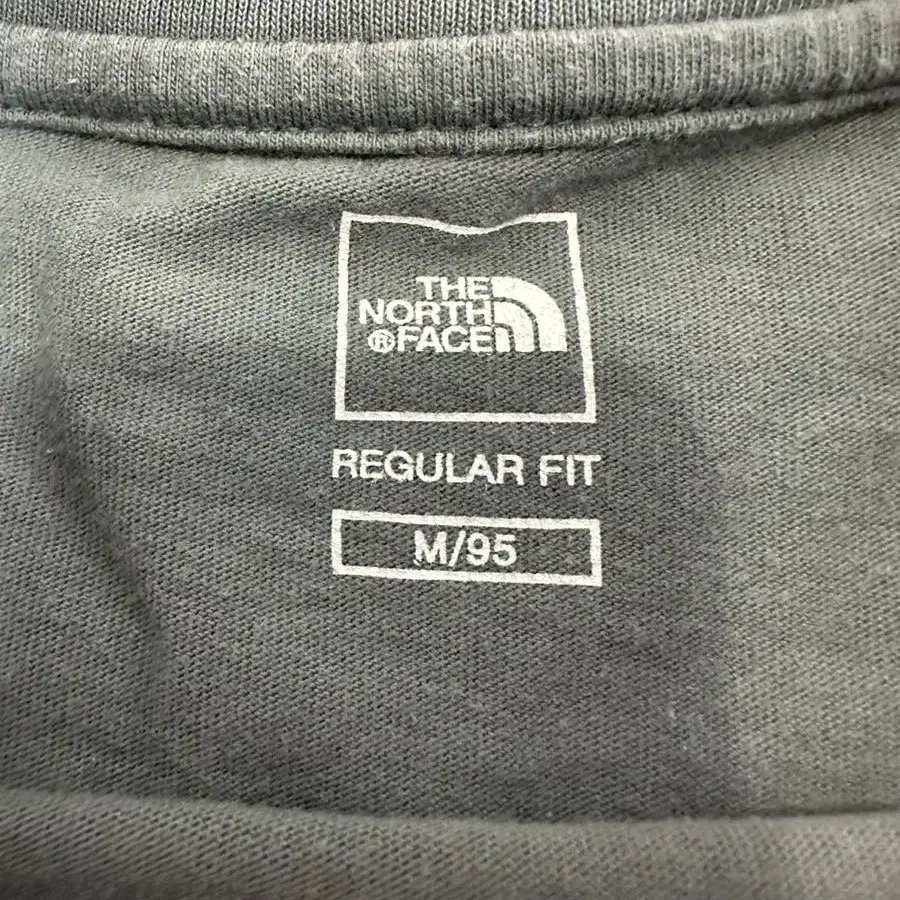 THE
NORTH
®FACE
REGULAR FIT
M/95